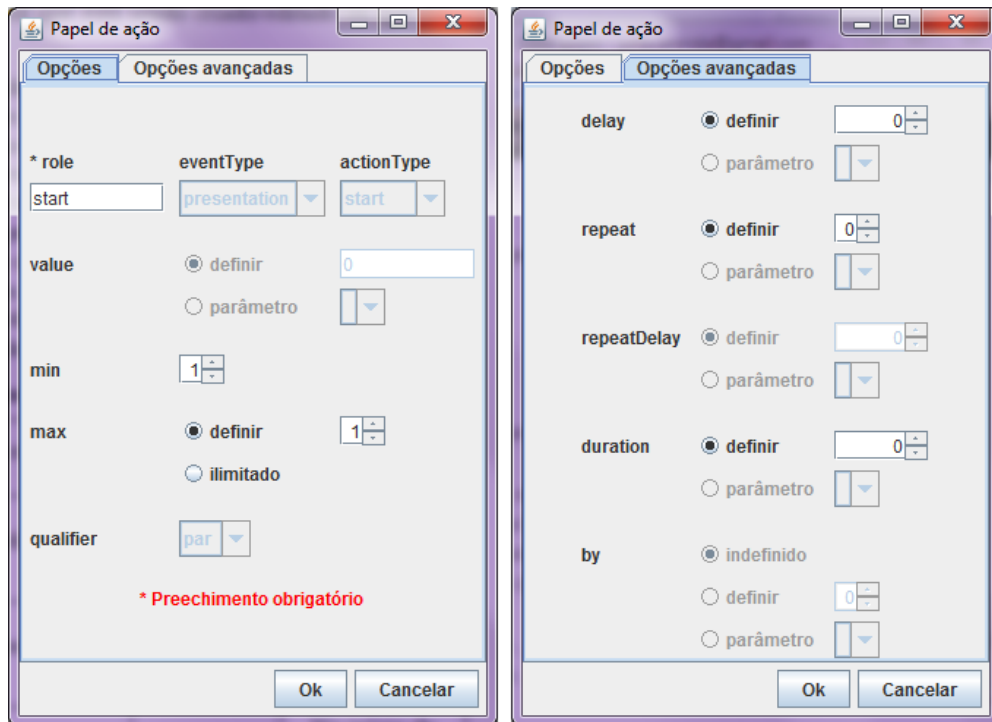 Papel de ação
Opções Opções avançadas
* role eventType actionType
start presentation start
value definir 0
parâmetro
min 1
max definir 1
ilimitado
qualifier par
* Preechimento obrigatório
Ok Cancelar
Papel de ação
Opções Opções avançadas
delay definir 0
parâmetro
repeat definir 0
parâmetro
repeatDelay definir 0
parâmetro
duration definir 0
parâmetro
by indefinido
definir 0
parâmetro
Ok Cancelar